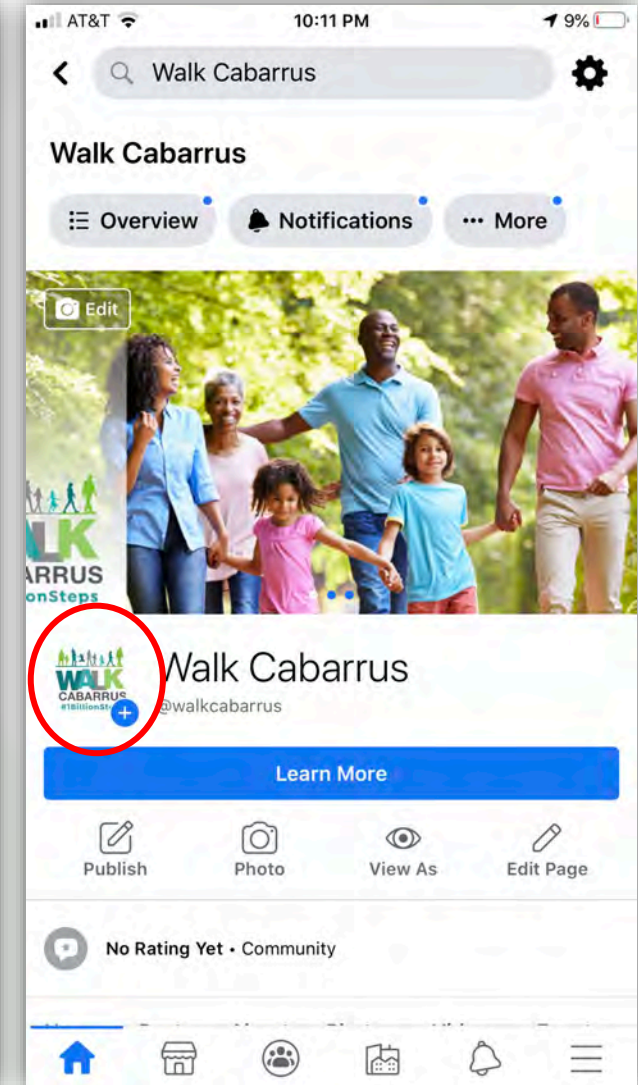 AT&T 10:11 PM 9%
Walk Cabarrus
Walk Cabarrus
Overview Notifications More
Edit
LK
ARRUS
onSteps
WALK
CABARRUS
Walk Cabarrus
@walkcabarrus
Learn More
Publish Photo View As Edit Page
No Rating Yet • Community